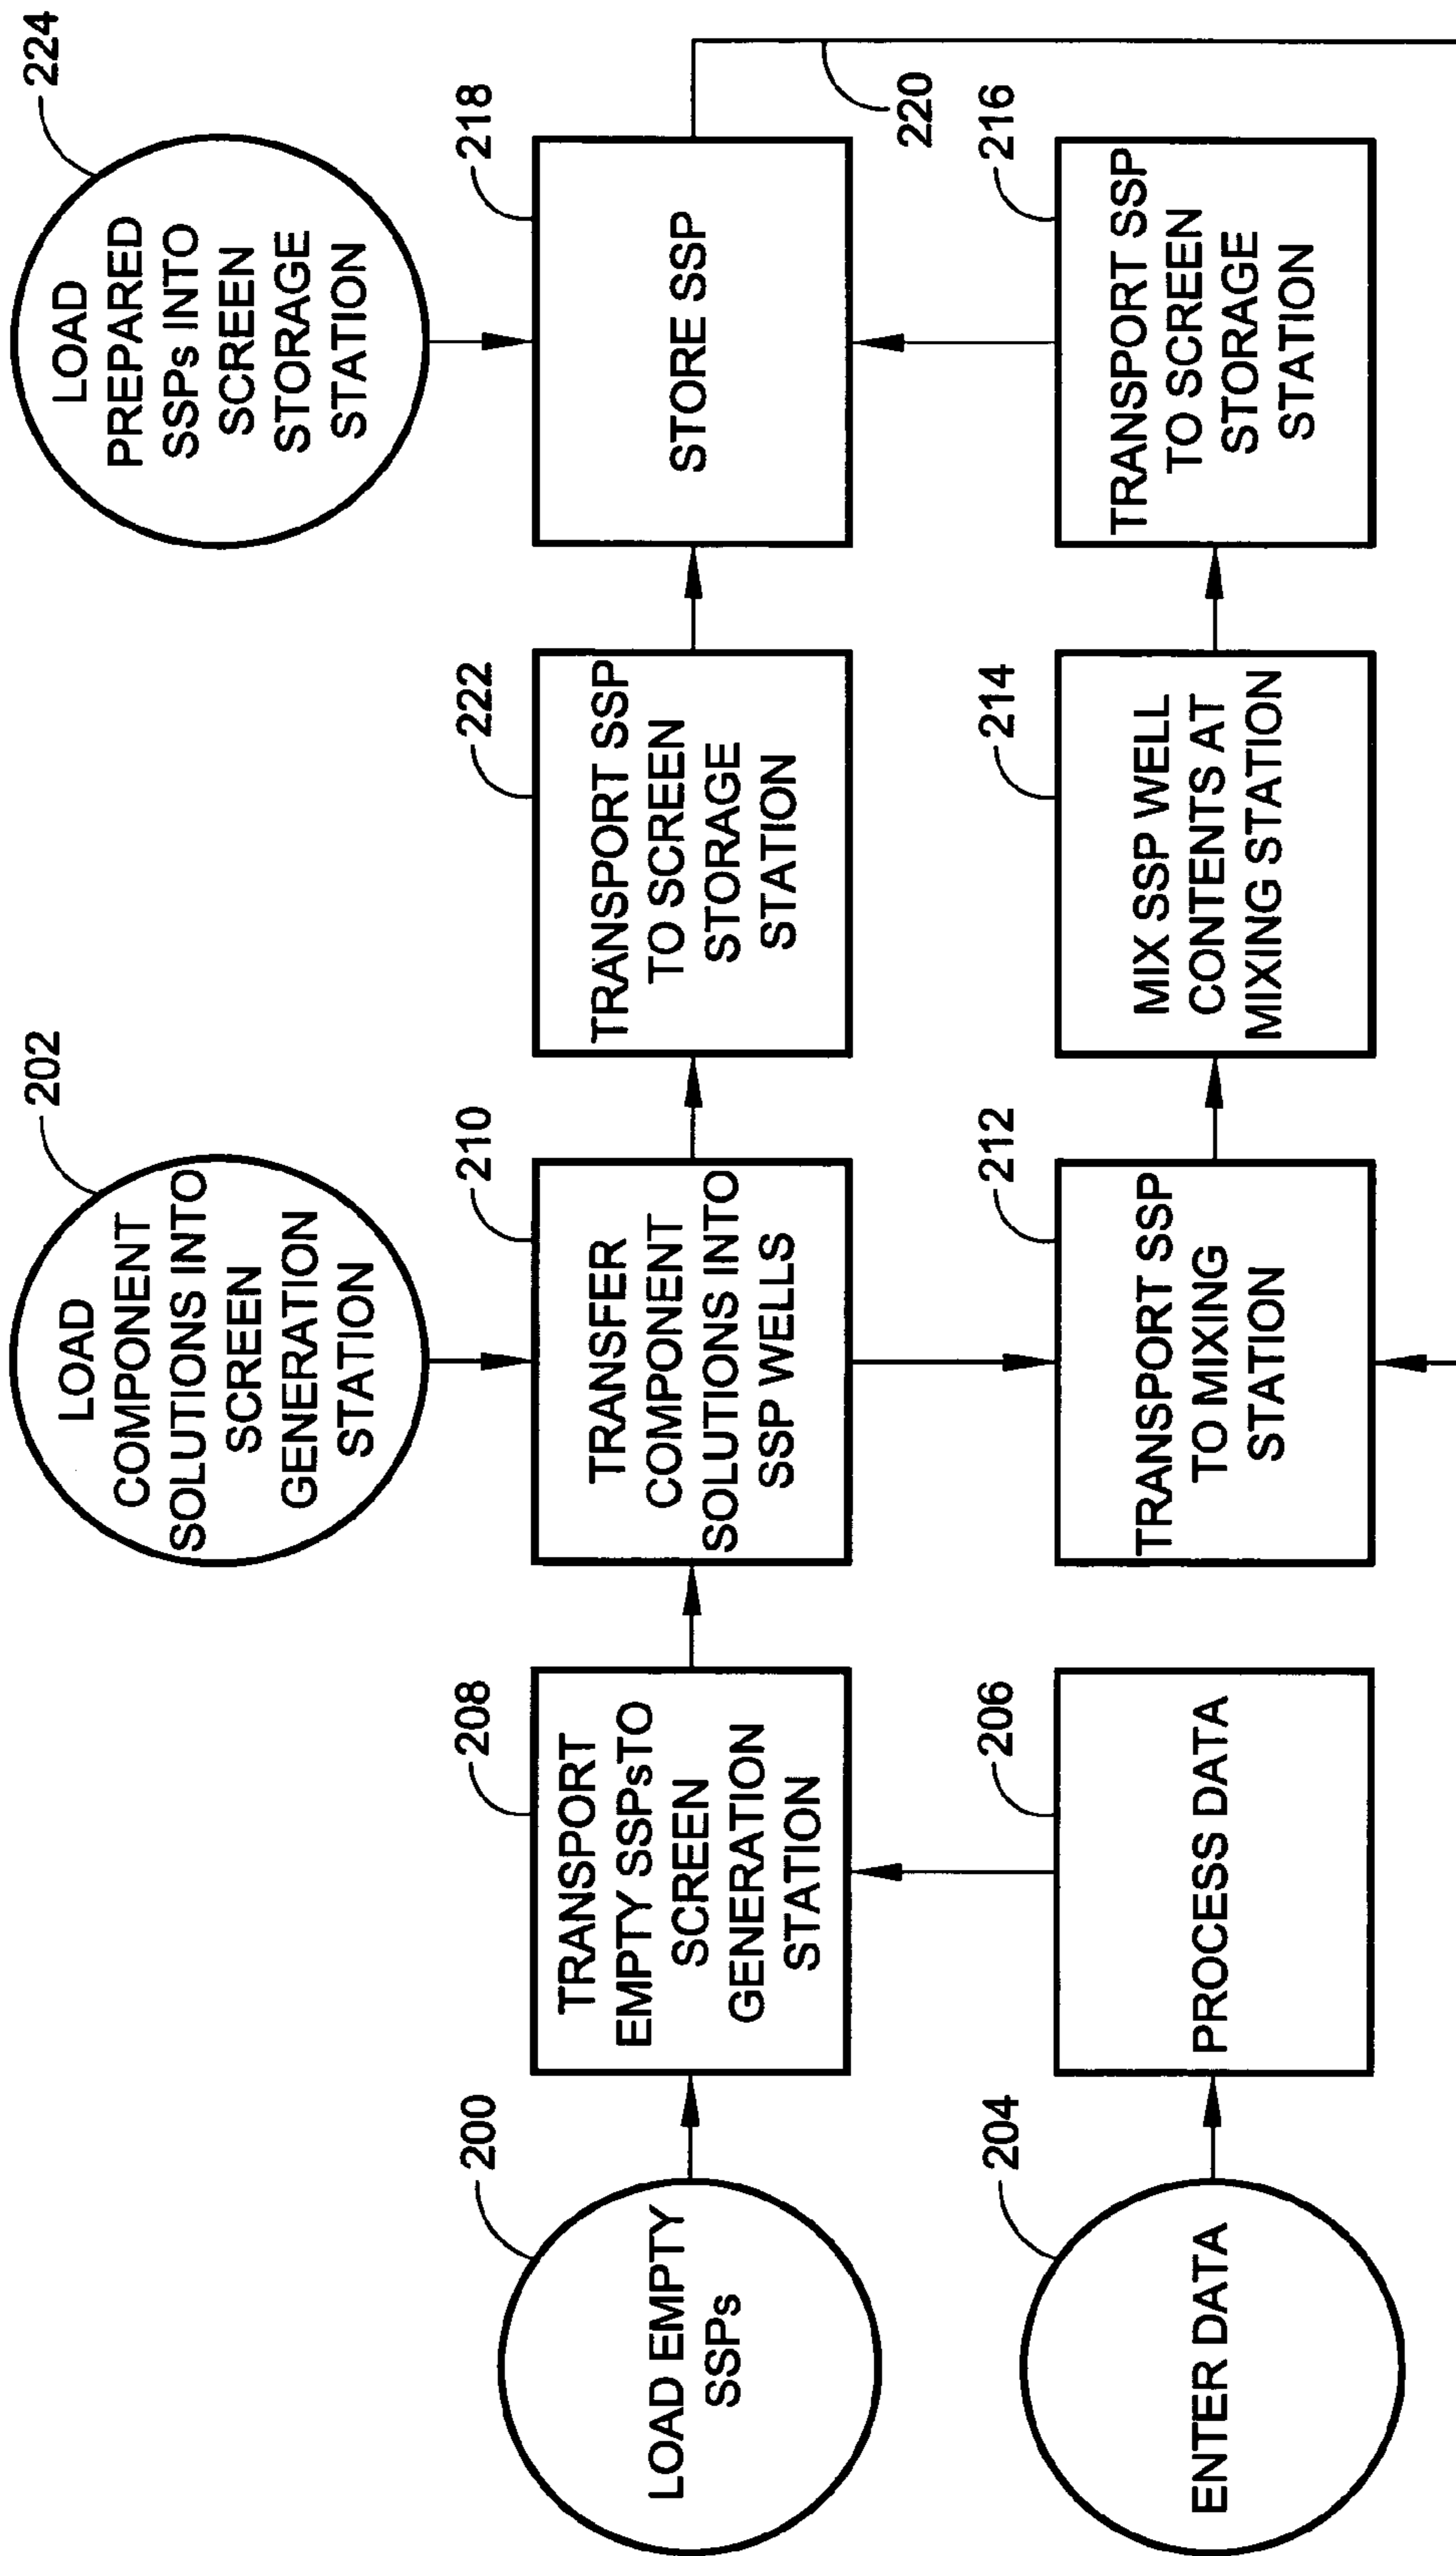 202
LOAD
COMPONENT
SOLUTIONS INTO
SCREEN
GENERATION
STATION
224
LOAD
PREPARED
SSPs INTO
SCREEN
STORAGE
STATION
200
LOAD EMPTY
SSPs
208
TRANSPORT
EMPTY SSPsTO
SCREEN
GENERATION
STATION
210
TRANSFER
COMPONENT
SOLUTIONS INTO
SSP WELLS
222
TRANSPORT SSP
TO SCREEN
STORAGE
STATION
218
STORE SSP
220
204
ENTER DATA
206
PROCESS DATA
212
TRANSPORT SSP
TO MIXING
STATION
214
MIX SSP WELL
CONTENTS AT
MIXING STATION
216
TRANSPORT SSP
TO SCREEN
STORAGE
STATION